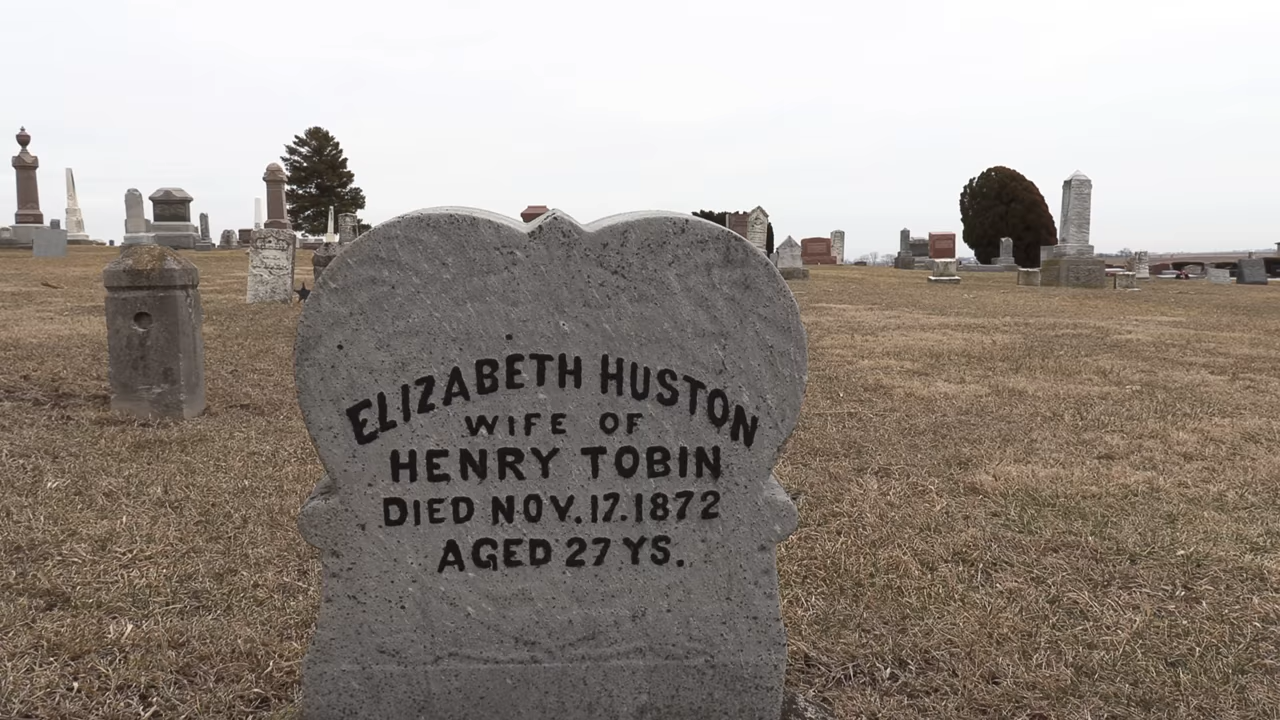 ELIZABETH HUSTON
WIFE OF
HENRY TOBIN
DIED NOV. 17. 1872
AGED 27 YS.